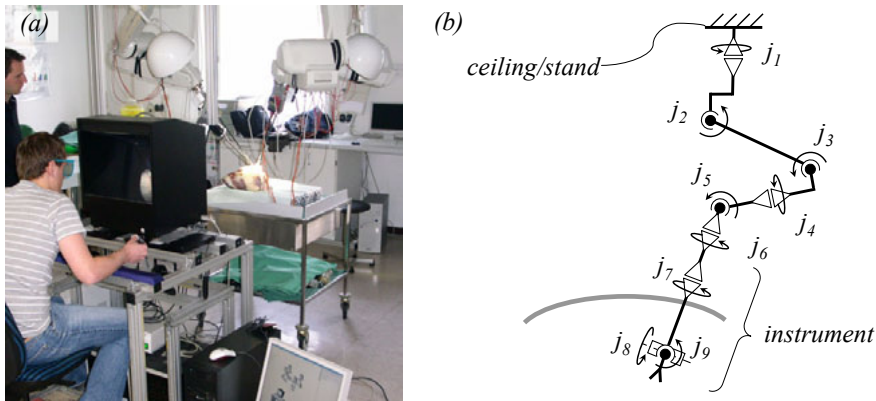 (a)
(b)
ceiling/stand
j1
j2
j3
j5
j4
j6
j7
instrument
j8
j9